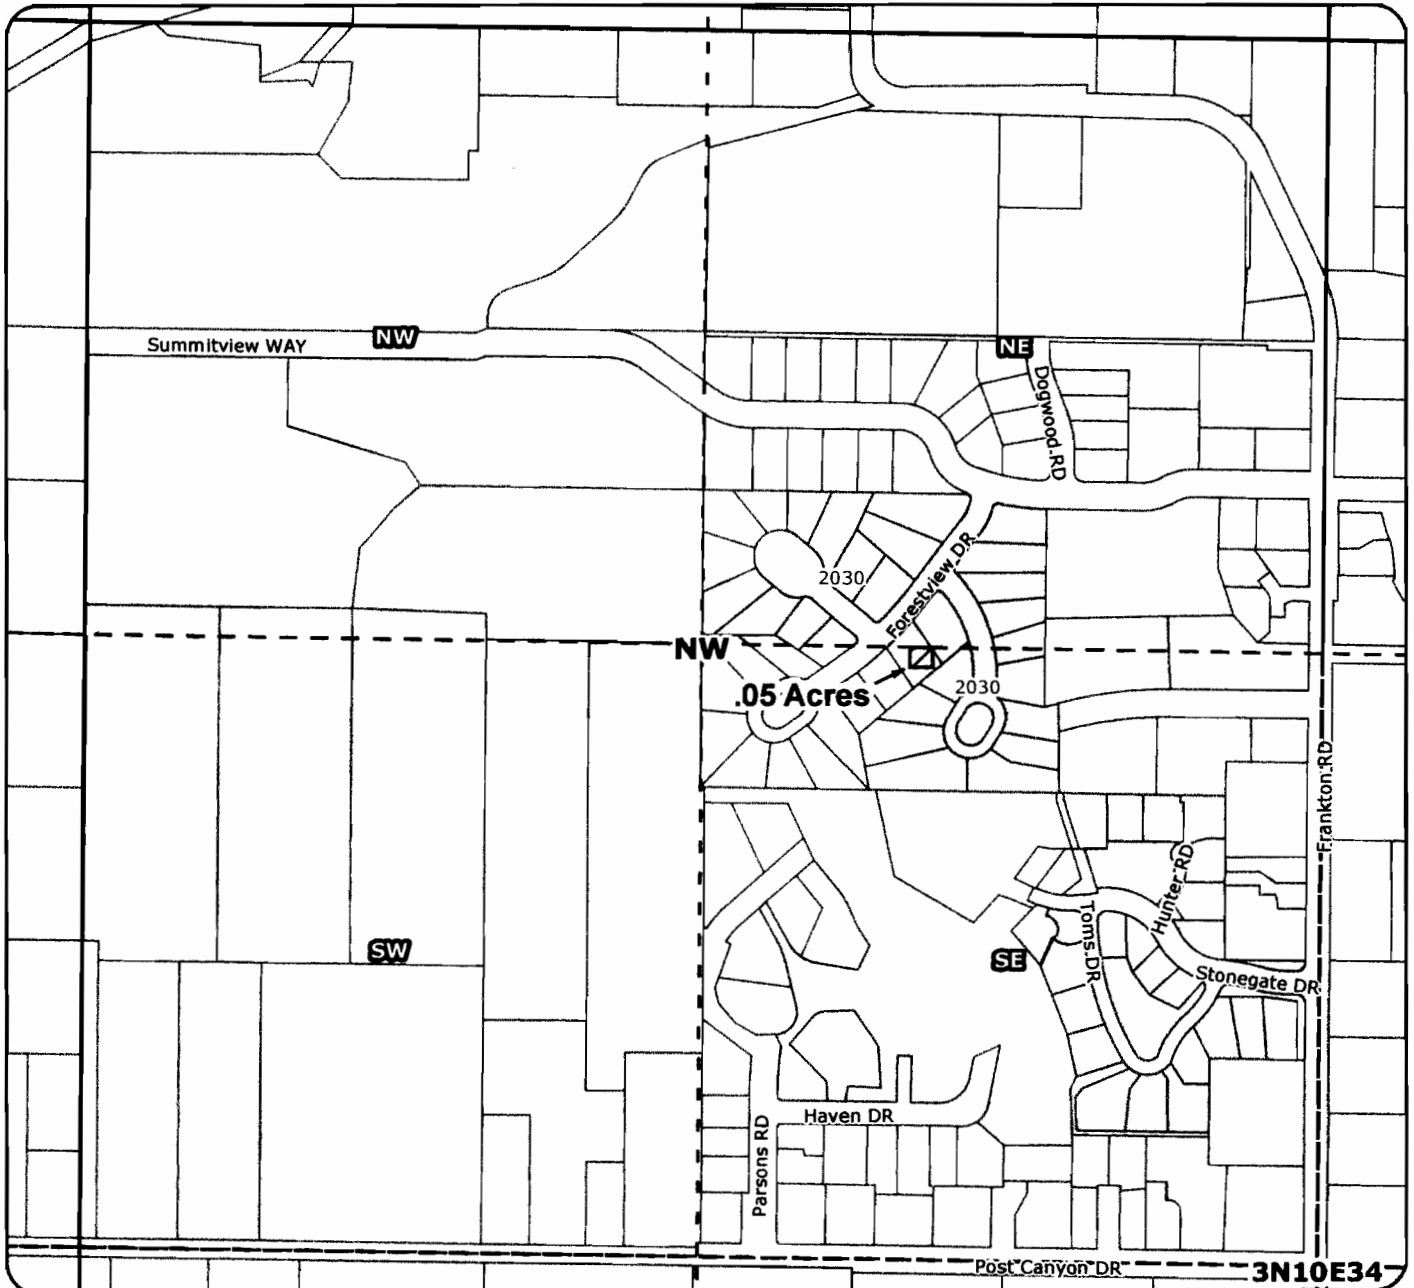 Summitview WAY
NW
NE
Dogwood RD
2030
Forestview DR
NW
.05 Acres
2030
Frankton RD
Hunter RD
Toms DR
SW
SE
Stonegate DR
Haven DR
Parsons RD
Post Canyon DR
3N10E34